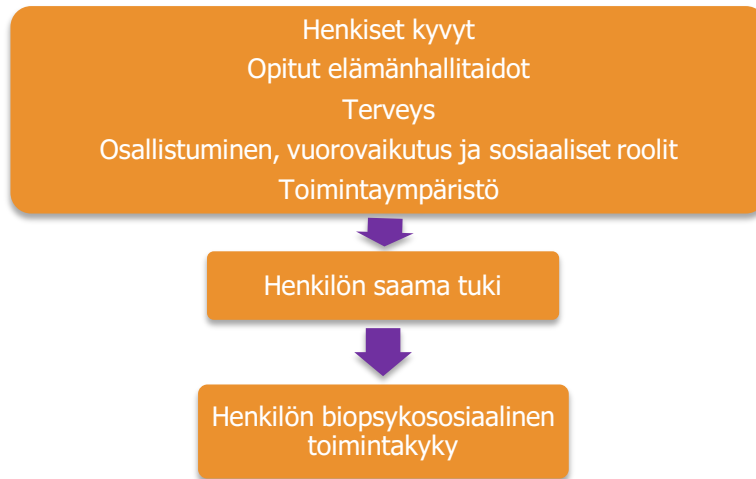 Henkiset kyvyt
Opitut elämänhallitaidot
Terveys
Osallistuminen, vuorovaikutus ja sosiaaliset roolit
Toimintaympäristö
Henkilön saama tuki
Henkilön biopsykososiaalinen
toimintakyky